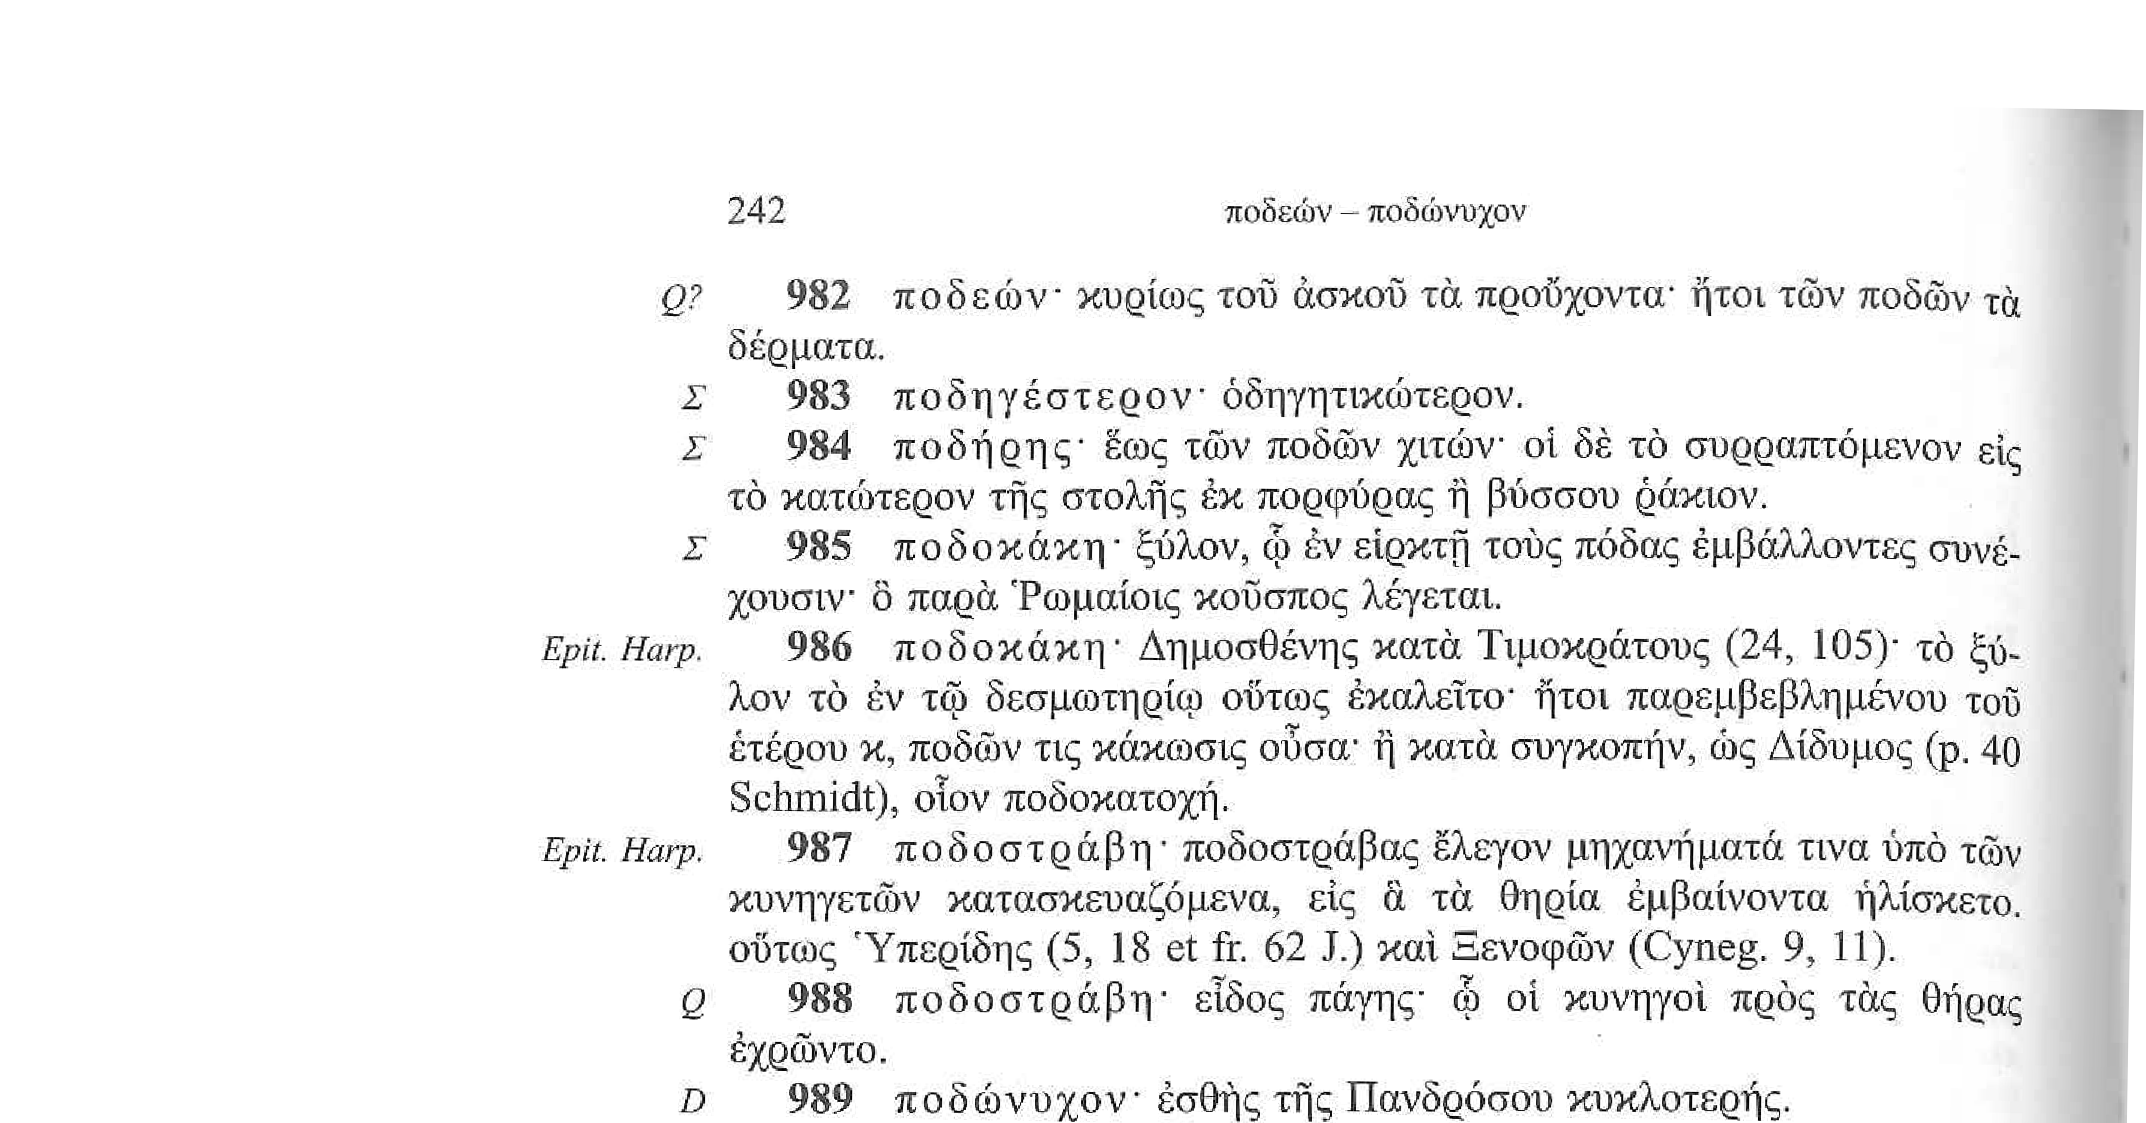 242 ποδεών – ποδώνυχον
Q? 982 ποδεών· κυρίως τοῦ ἀσκοῦ τὰ προὔχοντα· ἤτοι τῶν ποδῶν τὰ
δέρματα.
Σ 983 ποδηγέστερον· ὁδηγητικώτερον.
Σ 984 ποδήρης· ἕως τῶν ποδῶν χιτών· οἱ δὲ τὸ συρραπτόμενον εἰς
τὸ κατώτερον τῆς στολῆς ἐκ πορφύρας ἢ βύσσου ῥάκιον.
Σ 985 ποδοκάκη· ξύλον, ᾧ ἐν εἱρκτῇ τοὺς πόδας ἐμβάλλοντες συνέ-
χουσιν· ὃ παρὰ Ῥωμαίοις κοῦσπος λέγεται.
Epit. Harp. 986 ποδοκάκη· Δημοσθένης κατὰ Τιμοκράτους (24, 105)· τὸ ξύ-
λον τὸ ἐν τῷ δεσμωτηρίῳ οὕτως ἐκαλεῖτο· ἤτοι παρεμβεβλημένου τοῦ
ἑτέρου κ, ποδῶν τις κάκωσις οὖσα· ἢ κατὰ συγκοπήν, ὡς Δίδυμος (p. 40
Schmidt), οἷον ποδοκατοχή.
Epit. Harp. 987 ποδοστράβη· ποδοστράβας ἔλεγον μηχανήματά τινα ὑπὸ τῶν
κυνηγετῶν κατασκευαζόμενα, εἰς ἃ τὰ θηρία ἐμβαίνοντα ἡλίσκετο.
οὕτως Ὑπερίδης (5, 18 et fr. 62 J.) καὶ Ξενοφῶν (Cyneg. 9, 11).
Q 988 ποδοστράβη· εἶδος πάγης· ᾧ οἱ κυνηγοὶ πρὸς τὰς θήρας
ἐχρῶντο.
D 989 ποδώνυχον· ἐσθὴς τῆς Πανδρόσου κυκλοτερής.